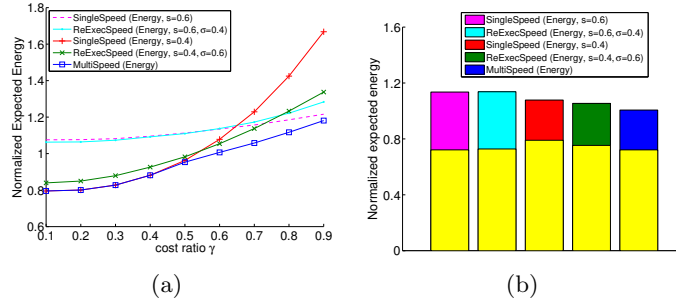 1.8
1.6
1.4
1.2
1
0.8
0.6
Normalized Expected Energy
SingleSpeed (Energy, s=0.6)
ReExecSpeed (Energy, s=0.6, σ=0.4)
SingleSpeed (Energy, s=0.4)
ReExecSpeed (Energy, s=0.4, σ=0.6)
MultiSpeed (Energy)
0.1 0.2 0.3 0.4 0.5 0.6 0.7 0.8 0.9
cost ratio γ
(a)
1.6
1.2
0.8
0.4
0
Normalized expected energy
SingleSpeed (Energy, s=0.6)
ReExecSpeed (Energy, s=0.6, σ=0.4)
SingleSpeed (Energy, s=0.4)
ReExecSpeed (Energy, s=0.4, σ=0.6)
MultiSpeed (Energy)
(b)